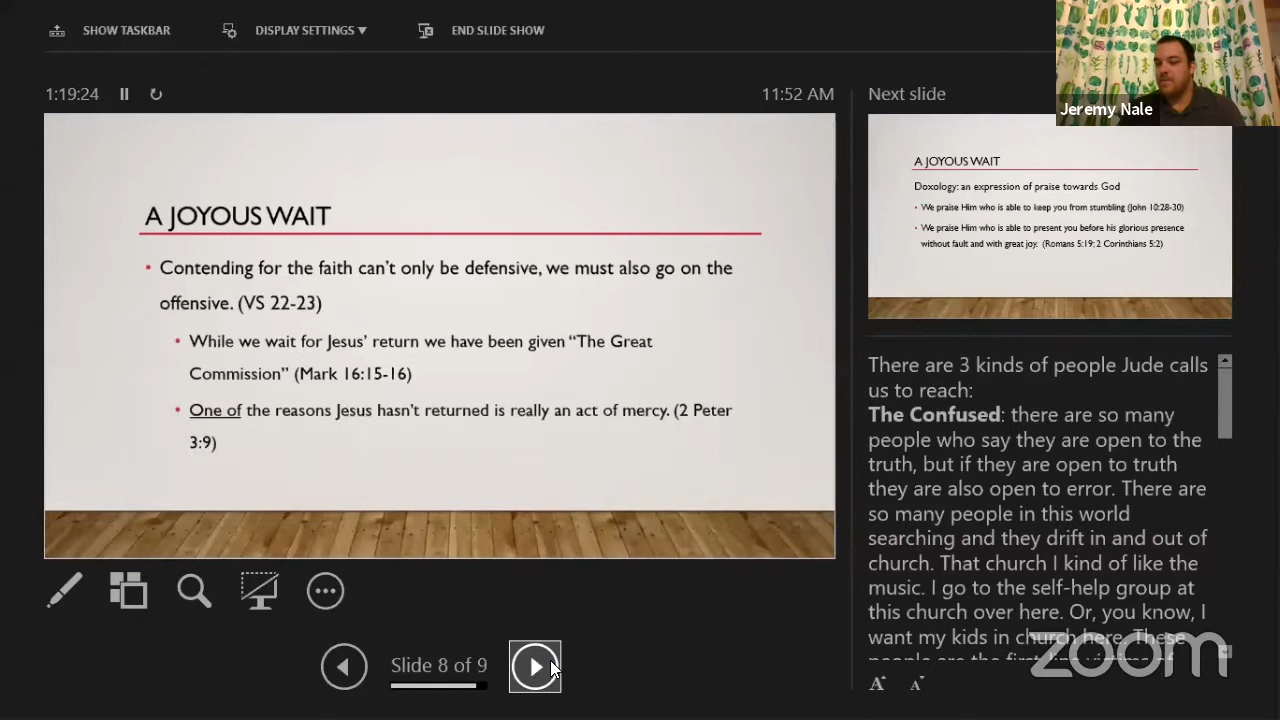 SHOW TASKBAR
DISPLAY SETTINGS ▼
END SLIDE SHOW
Jeremy Nale
1:19:24
11:52 AM
Next slide
A JOYOUS WAIT
• Contending for the faith can't only be defensive, we must also go on the
offensive. (VS 22-23)
• While we wait for Jesus' return we have been given "The Great
Commission" (Mark 16:15-16)
• One of the reasons Jesus hasn't returned is really an act of mercy. (2 Peter
3:9)
A JOYOUS WAIT
Doxology: an expression of praise towards God
• We praise Him who is able to keep you from stumbling (John 10:28-30)
• We praise Him who is able to present you before his glorious presence
without fault and with great joy. (Romans 5:19; 2 Corinthians 5:2)
There are 3 kinds of people Jude calls
us to reach:
The Confused: there are so many
people who say they are open to the
truth, but if they are open to truth
they are also open to error. There are
so many people in this world
searching and they drift in and out of
church. That church I kind of like the
music. I go to the self-help group at
this church over here. Or, you know, I
want my kids in church here. These
people are the first line victims of
zoom
Slide 8 of 9
A A